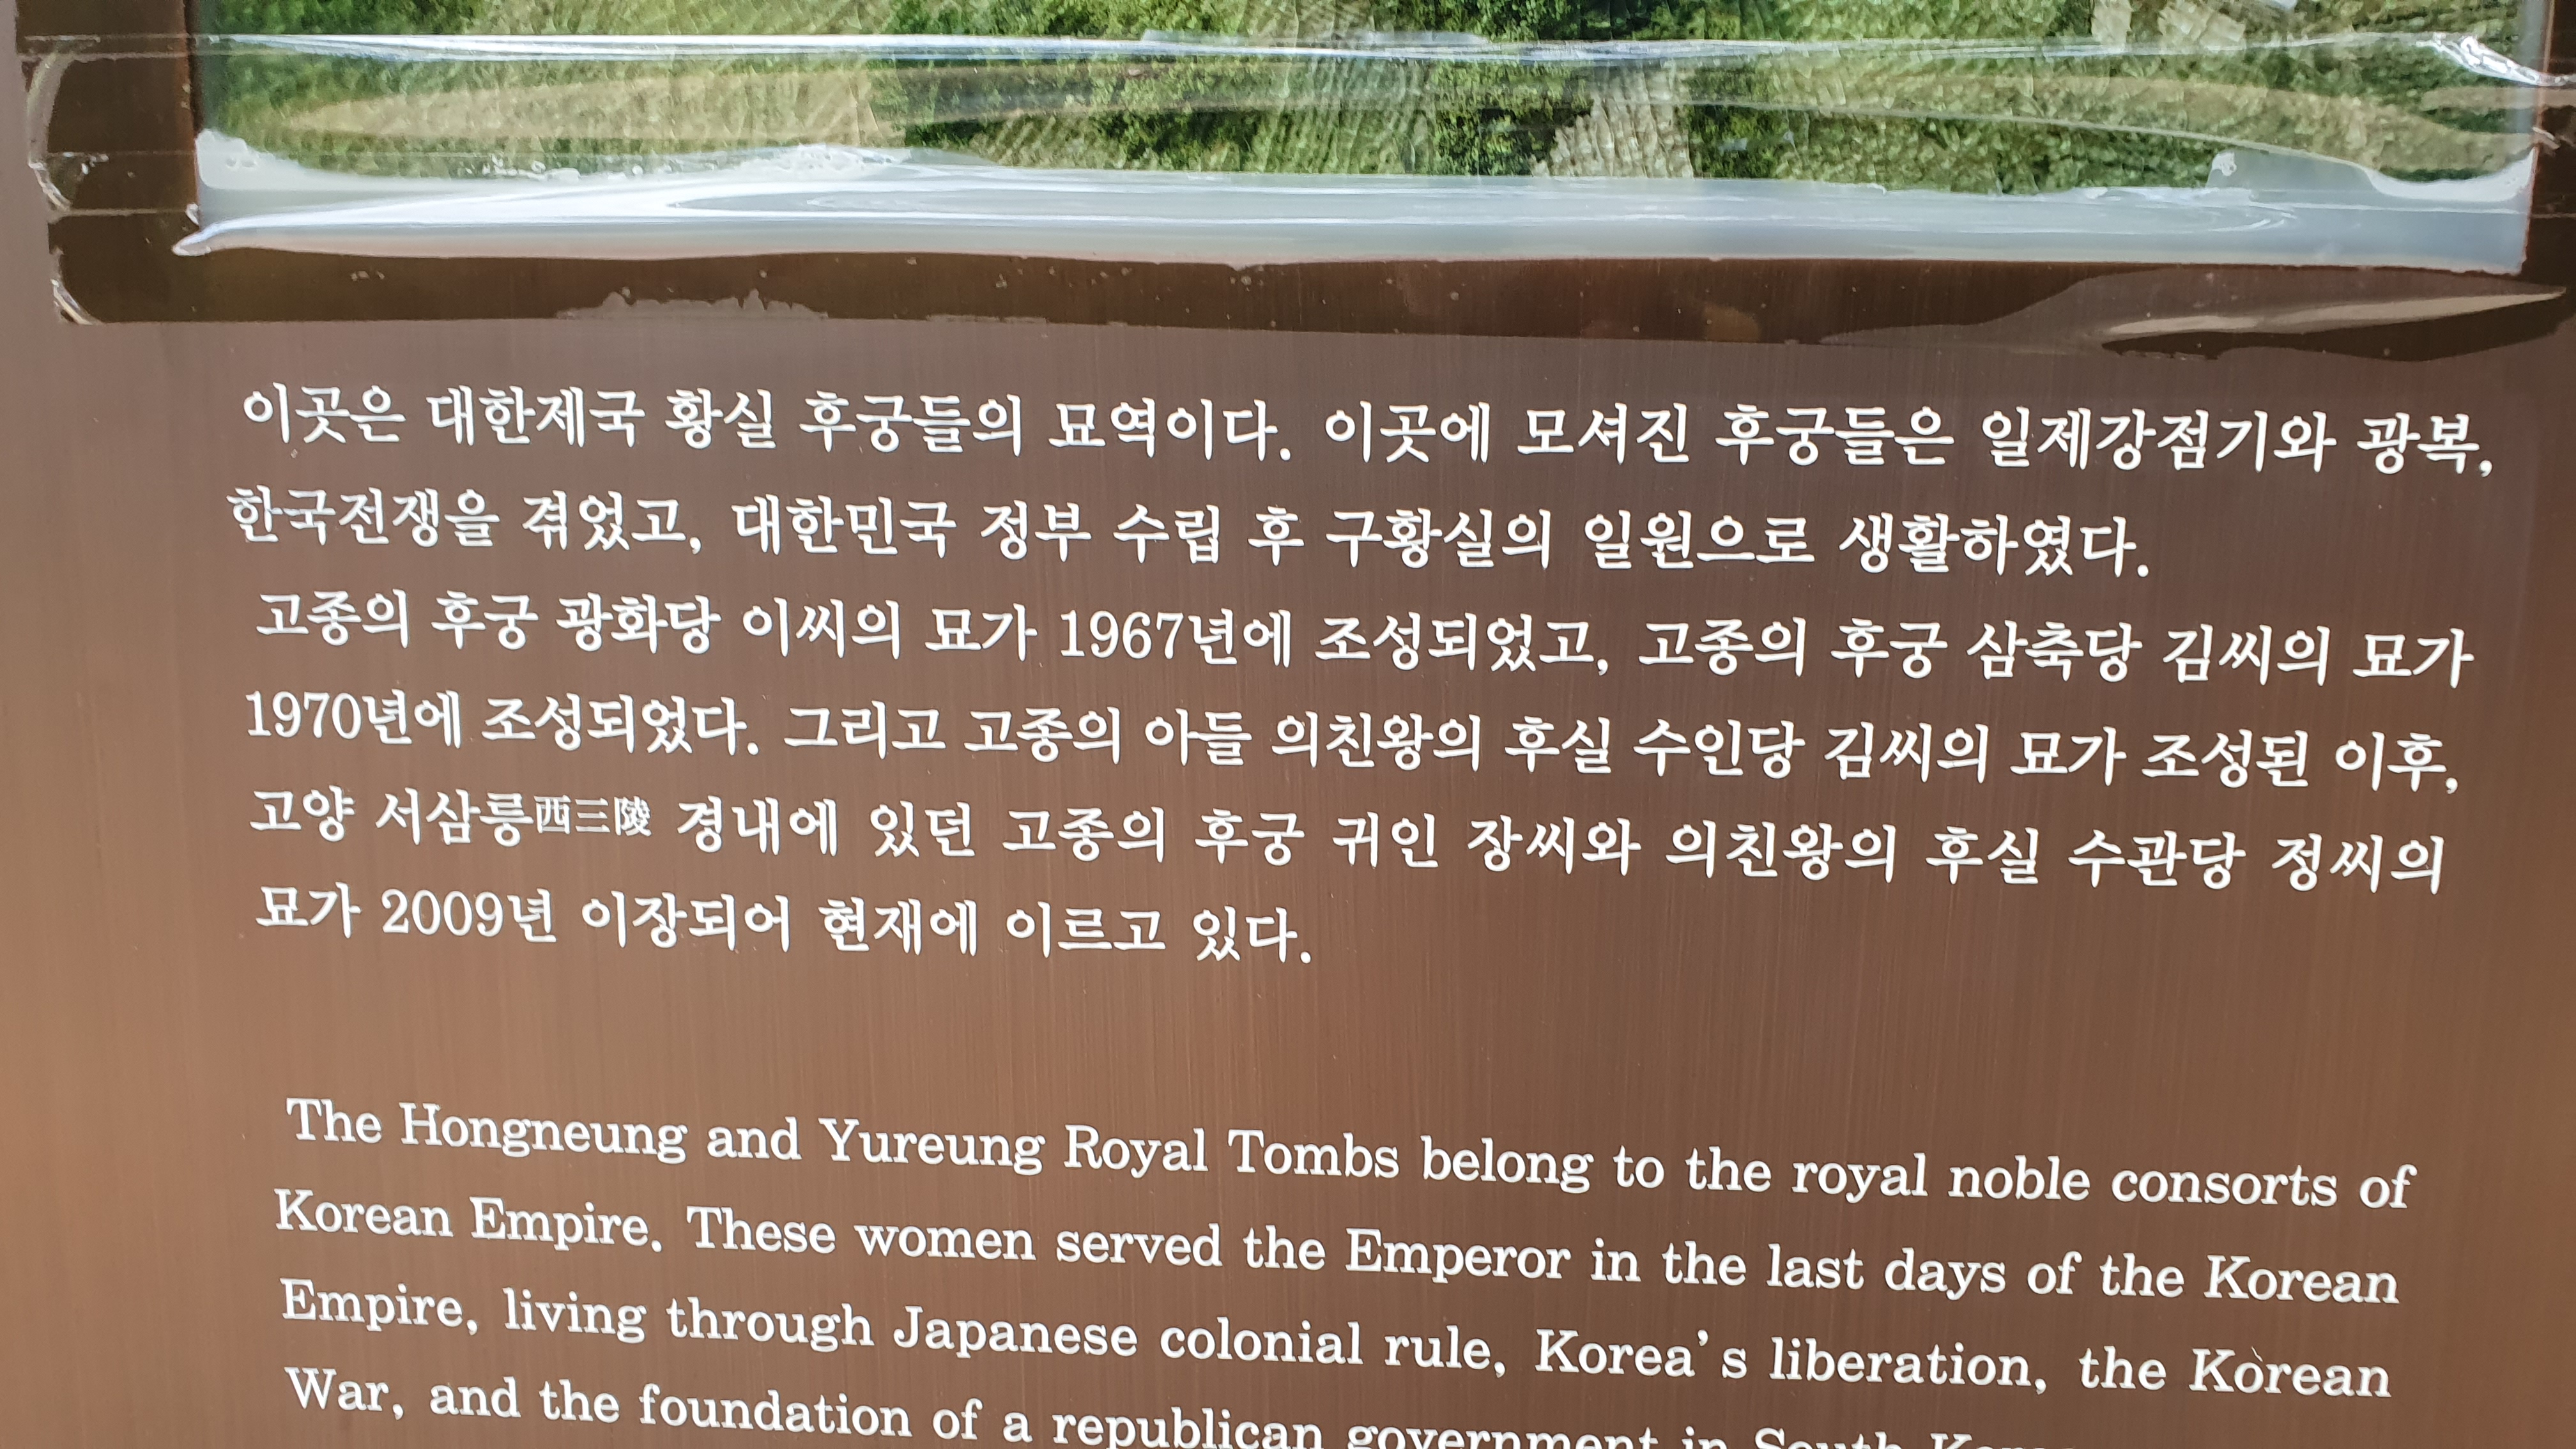 이곳은 대한제국 황실 후궁들의 묘역이다. 이곳에 모셔진 후궁들은 일제강점기와 광복,
한국전쟁을 겪었고, 대한민국 정부 수립 후 구황실의 일원으로 생활하였다.
고종의 후궁 광화당 이씨의 묘가 1967년에 조성되었고, 고종의 후궁 삼축당 김씨의 묘가
1970년에 조성되었다. 그리고 고종의 아들 의친왕의 후실 수인당 김씨의 묘가 조성된 이후,
고양 서삼릉西三陵 경내에 있던 고종의 후궁 귀인 장씨와 의친왕의 후실 수관당 정씨의
묘가 2009년 이장되어 현재에 이르고 있다.
The Hongneung and Yureung Royal Tombs belong to the royal noble consorts of
Korean Empire. These women served the Emperor in the last days of the Korean
Empire, living through Japanese colonial rule, Korea's liberation, the Korean
War, and the foundation of a republican government in South